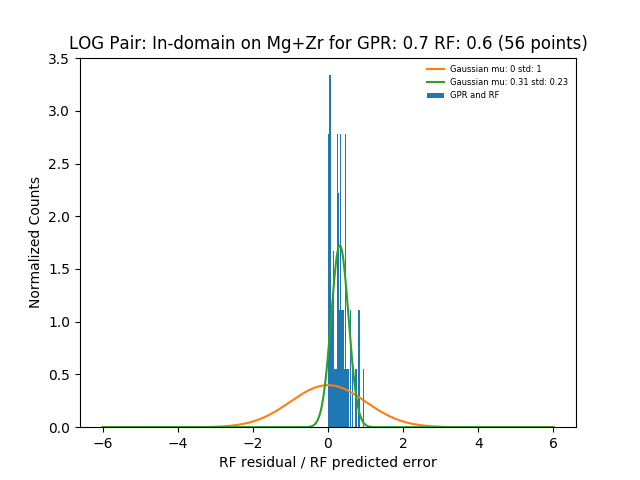 LOG Pair: In-domain on Mg+Zr for GPR: 0.7 RF: 0.6 (56 points)
Gaussian mu: 0 std: 1
Gaussian mu: 0.31 std: 0.23
GPR and RF
Normalized Counts
3.5
3.0
2.5
2.0
1.5
1.0
0.5
0.0
−6 −4 −2 0 2 4 6
RF residual / RF predicted error